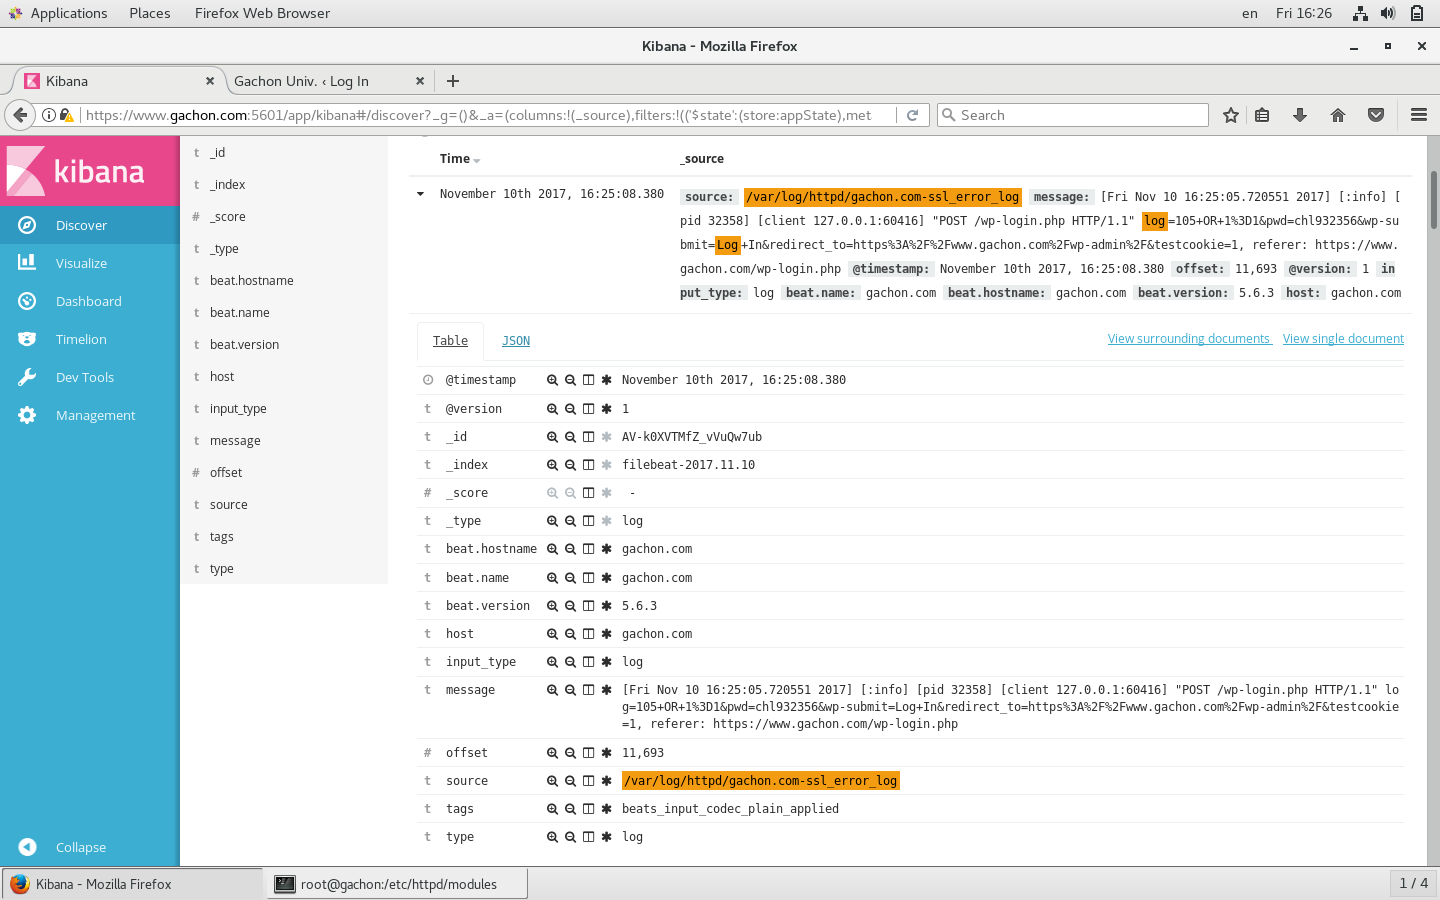 Applications Places Firefox Web Browser en Fri 16:26
Kibana - Mozilla Firefox
Kibana Gachon Univ. ‹ Log In
https://www.gachon.com:5601/app/kibana#/discover?_g=()&_a=(columns:!(_source),filters:!(('$state':(store:appState),met Search
kibana
Discover
Visualize
Dashboard
Timelion
Dev Tools
Management
Collapse
t _id
t _index
# _score
t _type
t beat.hostname
t beat.name
t beat.version
t host
t input_type
t message
# offset
t source
t tags
t type
Time _source
November 10th 2017, 16:25:08.380 source: /var/log/httpd/gachon.com-ssl_error_log message: [Fri Nov 10 16:25:05.720551 2017] [:info] [
pid 32358] [client 127.0.0.1:60416] "POST /wp-login.php HTTP/1.1" log=105+OR+1%3D1&pwd=chl932356&wp-su
bmit=Log+In&redirect_to=https%3A%2F%2Fwww.gachon.com%2Fwp-admin%2F&testcookie=1, referer: https://www.
gachon.com/wp-login.php @timestamp: November 10th 2017, 16:25:08.380 offset: 11,693 @version: 1 in
put_type: log beat.name: gachon.com beat.hostname: gachon.com beat.version: 5.6.3 host: gachon.com
Table JSON View surrounding documents View single document
@timestamp November 10th 2017, 16:25:08.380
t @version 1
t _id AV-k0XVTMfZ_vVuQw7ub
t _index filebeat-2017.11.10
# _score -
t _type log
t beat.hostname gachon.com
t beat.name gachon.com
t beat.version 5.6.3
t host gachon.com
t input_type log
t message [Fri Nov 10 16:25:05.720551 2017] [:info] [pid 32358] [client 127.0.0.1:60416] "POST /wp-login.php HTTP/1.1" lo
g=105+OR+1%3D1&pwd=chl932356&wp-submit=Log+In&redirect_to=https%3A%2F%2Fwww.gachon.com%2Fwp-admin%2F&testcookie
=1, referer: https://www.gachon.com/wp-login.php
# offset 11,693
t source /var/log/httpd/gachon.com-ssl_error_log
t tags beats_input_codec_plain_applied
t type log
Kibana - Mozilla Firefox root@gachon:/etc/httpd/modules 1 / 4